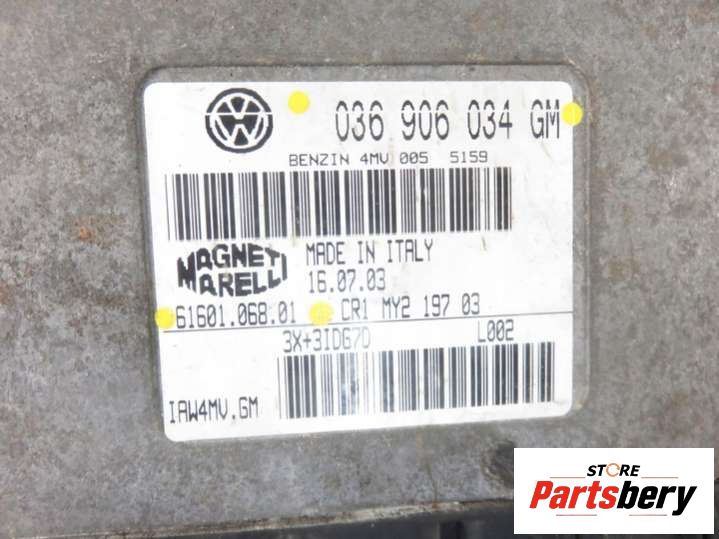 036 906 034 GM
BENZIN 4MV 005 5159
MAGNETI
MARELLI
MADE IN ITALY
16.07.03
61601.068.01 CR1 MY2 197 03
3X+3IDG7D L002
IAW4MV.GM
STORE
Partsbery